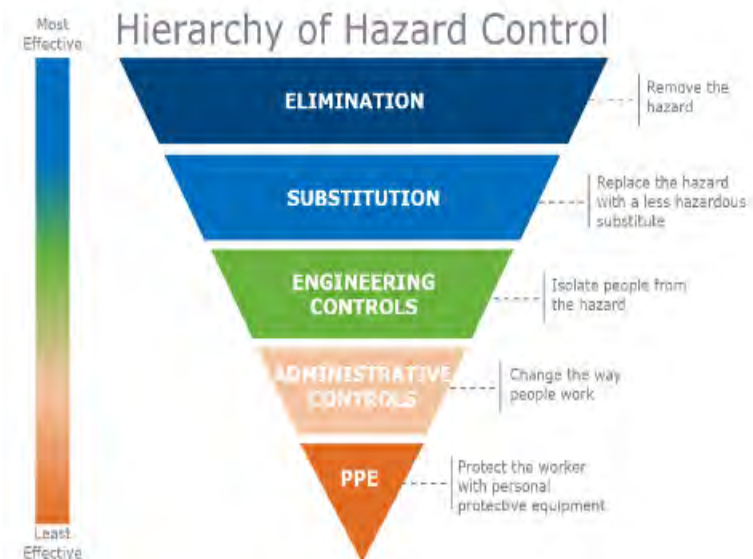 Most
Effective
Hierarchy of Hazard Control
ELIMINATION
Remove the
hazard
SUBSTITUTION
Replace the hazard
with a less hazardous
substitute
ENGINEERING
CONTROLS
Isolate people from
the hazard
ADMINISTRATIVE
CONTROLS
Change the way
people work
PPE
Protect the worker
with personal
protective equipment
Least
Effective